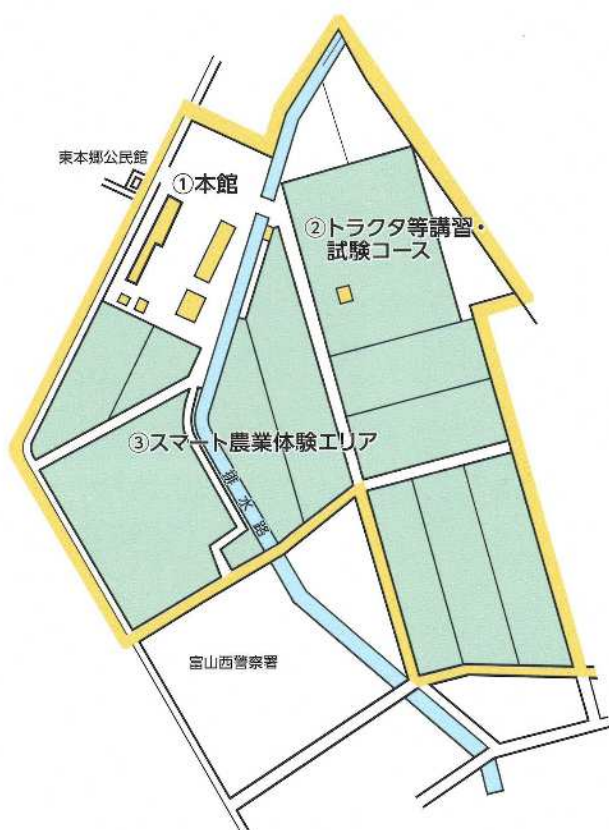 東本郷公民館
①本館
②トラクタ等講習・
試験コース
③スマート農業体験エリア
排水路
富山西警察署